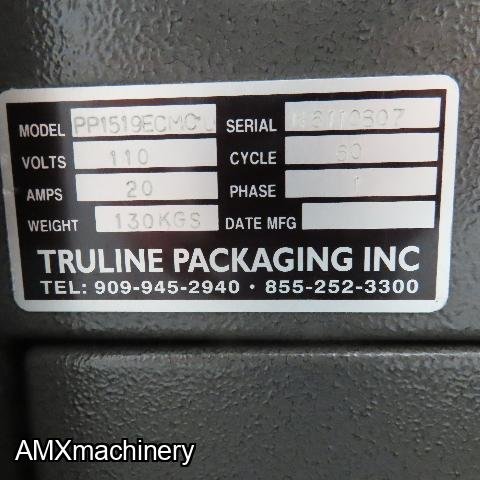 MODEL PP1519ECMC SERIAL
VOLTS 110 CYCLE 60
AMPS 20 PHASE 1
WEIGHT 130KGS DATE MFG
TRULINE PACKAGING INC
TEL: 909-945-2940 · 855-252-3300
AMXmachinery